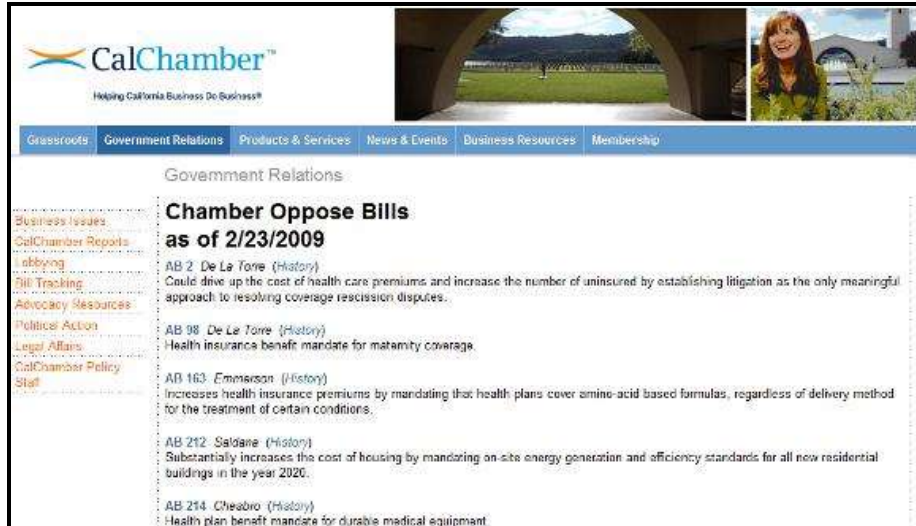 CalChamber™
Helping California Business Do Business®
Grassroots Government Relations Products & Services News & Events Business Resources Membership
Government Relations
Business Issues
CalChamber Reports
Lobbying
Bill Tracking
Advocacy Resources
Political Action
Legal Affairs
CalChamber Policy
Staff
Chamber Oppose Bills
as of 2/23/2009
AB 2 De La Torre (History)
Could drive up the cost of health care premiums and increase the number of uninsured by establishing litigation as the only meaningful
approach to resolving coverage rescission disputes.
AB 98 De La Torre (History)
Health insurance benefit mandate for maternity coverage.
AB 163 Emmerson (History)
Increases health insurance premiums by mandating that health plans cover amino-acid based formulas, regardless of delivery method
for the treatment of certain conditions.
AB 212 Saldana (History)
Substantially increases the cost of housing by mandating on-site energy generation and efficiency standards for all new residential
buildings in the year 2020.
AB 214 Chesbro (History)
Health plan benefit mandate for durable medical equipment